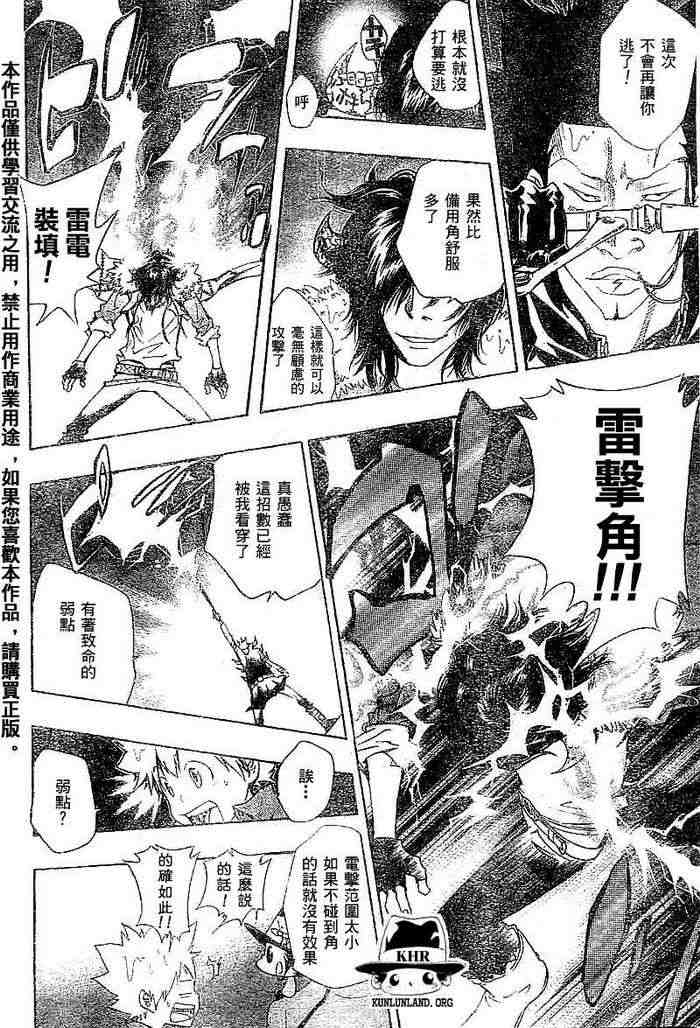 這次
不會再讓你
逃了!
根本就沒
打算要逃
呼
果然比
備用角舒服
多了
這樣就可以
毫無顧慮的
攻擊了
雷電
裝填!
雷擊角!!!
真愚蠢
這招數已經
被我看穿了
有著致命的
弱點
誒…
弱點?
電擊范圍太小
如果不碰到角
的話就沒有效果
這麼說
的話!
的確如此!!
KHR
KUNLUNLAND.ORG
本作品僅供學習交流之用，禁止用作商業用途，如果您喜歡本作品，請購買正版。